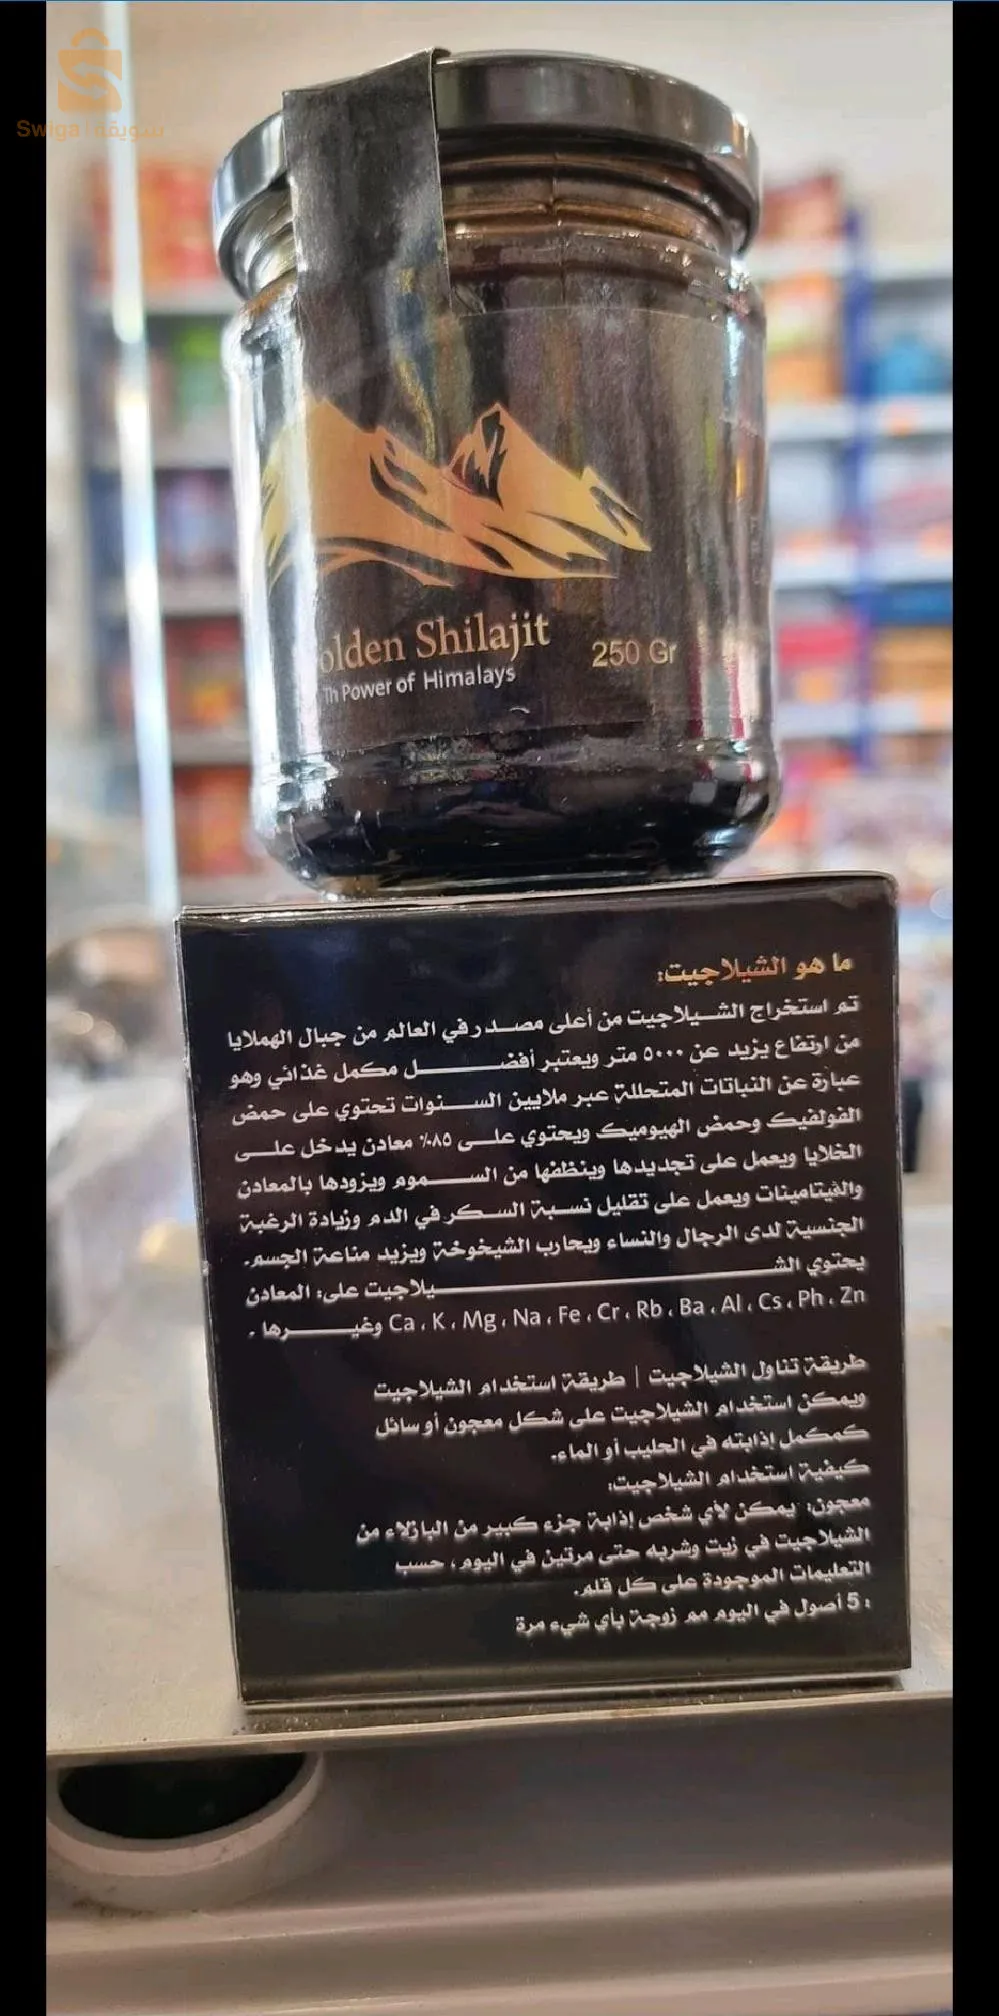 Swiga | سويقة
Golden Shilajit
250 Gr
Th Power of Himalays
ما هو الشيلاجيت:
تم استخراج الشيلاجيت من أعلى مصدر في العالم من جبال الهملايا
من ارتفاع يزيد عن ٥٠٠٠ متر ويعتبر أفضل مكمل غذائي وهو
عبارة عن النباتات المتحللة عبر ملايين السنوات تحتوي على حمض
الفولفيك وحمض الهيوميك ويحتوي على ٨٥% معادن يدخل على
الخلايا ويعمل على تجديدها وينظفها من السموم ويزودها بالمعادن
والفيتامينات ويعمل على تقليل نسبة السكر في الدم وزيادة الرغبة
الجنسية لدى الرجال والنساء ويحارب الشيخوخة ويزيد مناعة الجسم.
يحتوي الشيلاجيت على: المعادن
Ca ، K ، Mg ، Na ، Fe ، Cr ، Rb ، Ba ، Al ، Cs ، Ph ، Zn وغيرها .
طريقة تناول الشيلاجيت | طريقة استخدام الشيلاجيت
ويمكن استخدام الشيلاجيت على شكل معجون أو سائل
كمكمل إذابته في الحليب أو الماء.
كيفية استخدام الشيلاجيت:
معجون: يمكن لأي شخص إذابة جزء كبير من البازلاء من
الشيلاجيت في زيت وشربه حتى مرتين في اليوم، حسب
التعليمات الموجودة على كل قلم.
: 5 أصول في اليوم مم زوجة بأي شيء مرة